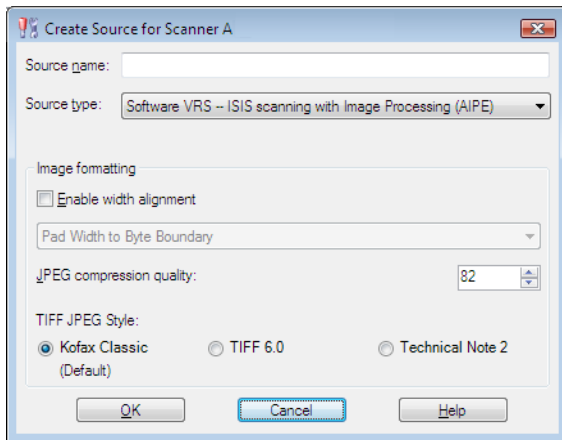 Create Source for Scanner A
Source name:
Source type: Software VRS -- ISIS scanning with Image Processing (AIPE)
Image formatting
Enable width alignment
Pad Width to Byte Boundary
JPEG compression quality: 82
TIFF JPEG Style:
Kofax Classic TIFF 6.0 Technical Note 2
(Default)
OK Cancel Help